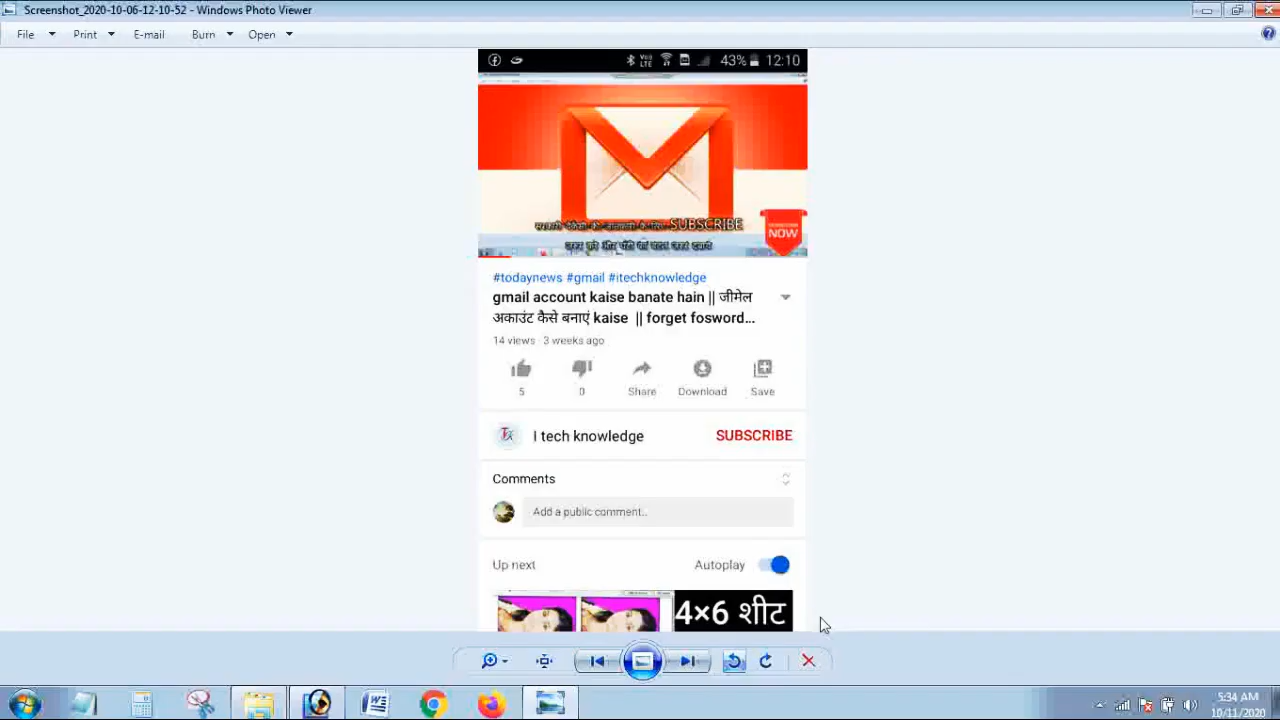 Screenshot_2020-10-06-12-10-52 - Windows Photo Viewer
File Print E-mail Burn Open
43% 12:10
SUBSCRIBE
NOW
#todaynews #gmail #itechknowledge
gmail account kaise banate hain || जीमेल
अकाउंट कैसे बनाएं kaise || forget fosword...
14 views · 3 weeks ago
5 0 Share Download Save
I tech knowledge SUBSCRIBE
Comments
Add a public comment..
Up next Autoplay
4×6 शीट
5:34 AM
10/11/2020